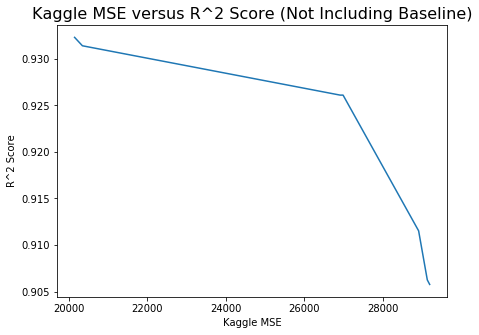 Kaggle MSE versus R^2 Score (Not Including Baseline)
0.930
0.925
0.920
0.915
0.910
0.905
R^2 Score
20000 22000 24000 26000 28000
Kaggle MSE